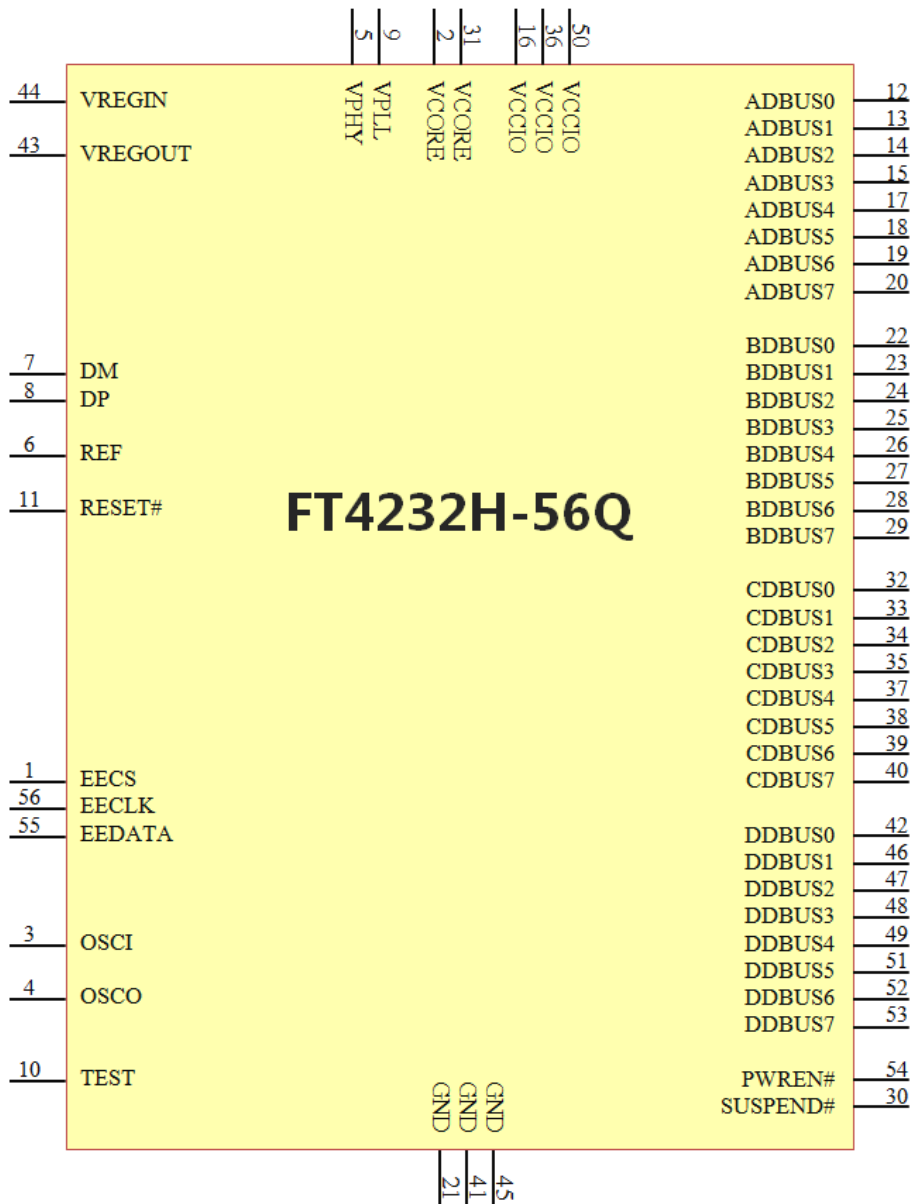 5 9 2 31 16 36 50
VPHY VPLL VCORE VCORE VCCIO VCCIO VCCIO
44 VREGIN
43 VREGOUT
7 DM
8 DP
6 REF
11 RESET#
1 EECS
56 EECLK
55 EEDATA
3 OSCI
4 OSCO
10 TEST
FT4232H-56Q
ADBUS0 12
ADBUS1 13
ADBUS2 14
ADBUS3 15
ADBUS4 17
ADBUS5 18
ADBUS6 19
ADBUS7 20
BDBUS0 22
BDBUS1 23
BDBUS2 24
BDBUS3 25
BDBUS4 26
BDBUS5 27
BDBUS6 28
BDBUS7 29
CDBUS0 32
CDBUS1 33
CDBUS2 34
CDBUS3 35
CDBUS4 37
CDBUS5 38
CDBUS6 39
CDBUS7 40
DDBUS0 42
DDBUS1 46
DDBUS2 47
DDBUS3 48
DDBUS4 49
DDBUS5 51
DDBUS6 52
DDBUS7 53
PWREN# 54
SUSPEND# 30
GND GND GND
21 41 45